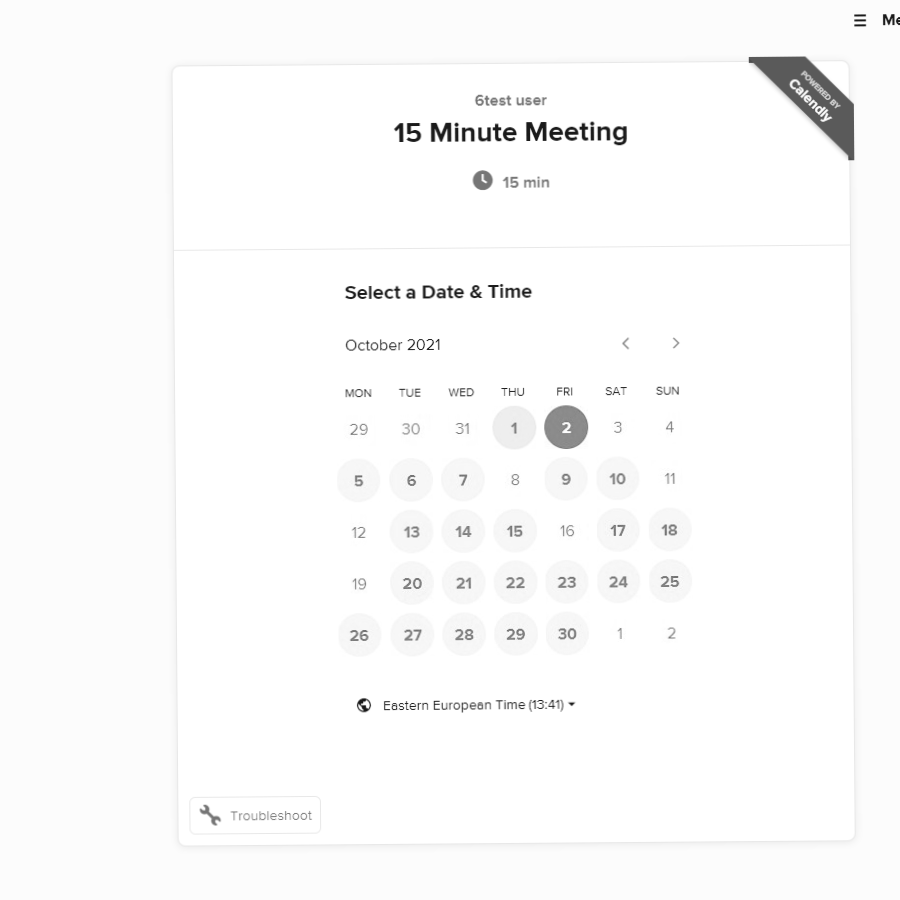 Me
POWERED BY
Calendly
6test user
15 Minute Meeting
15 min
Select a Date & Time
October 2021
MON TUE WED THU FRI SAT SUN
29 30 31 1 2 3 4
5 6 7 8 9 10 11
12 13 14 15 16 17 18
19 20 21 22 23 24 25
26 27 28 29 30 1 2
Eastern European Time (13:41)
Troubleshoot